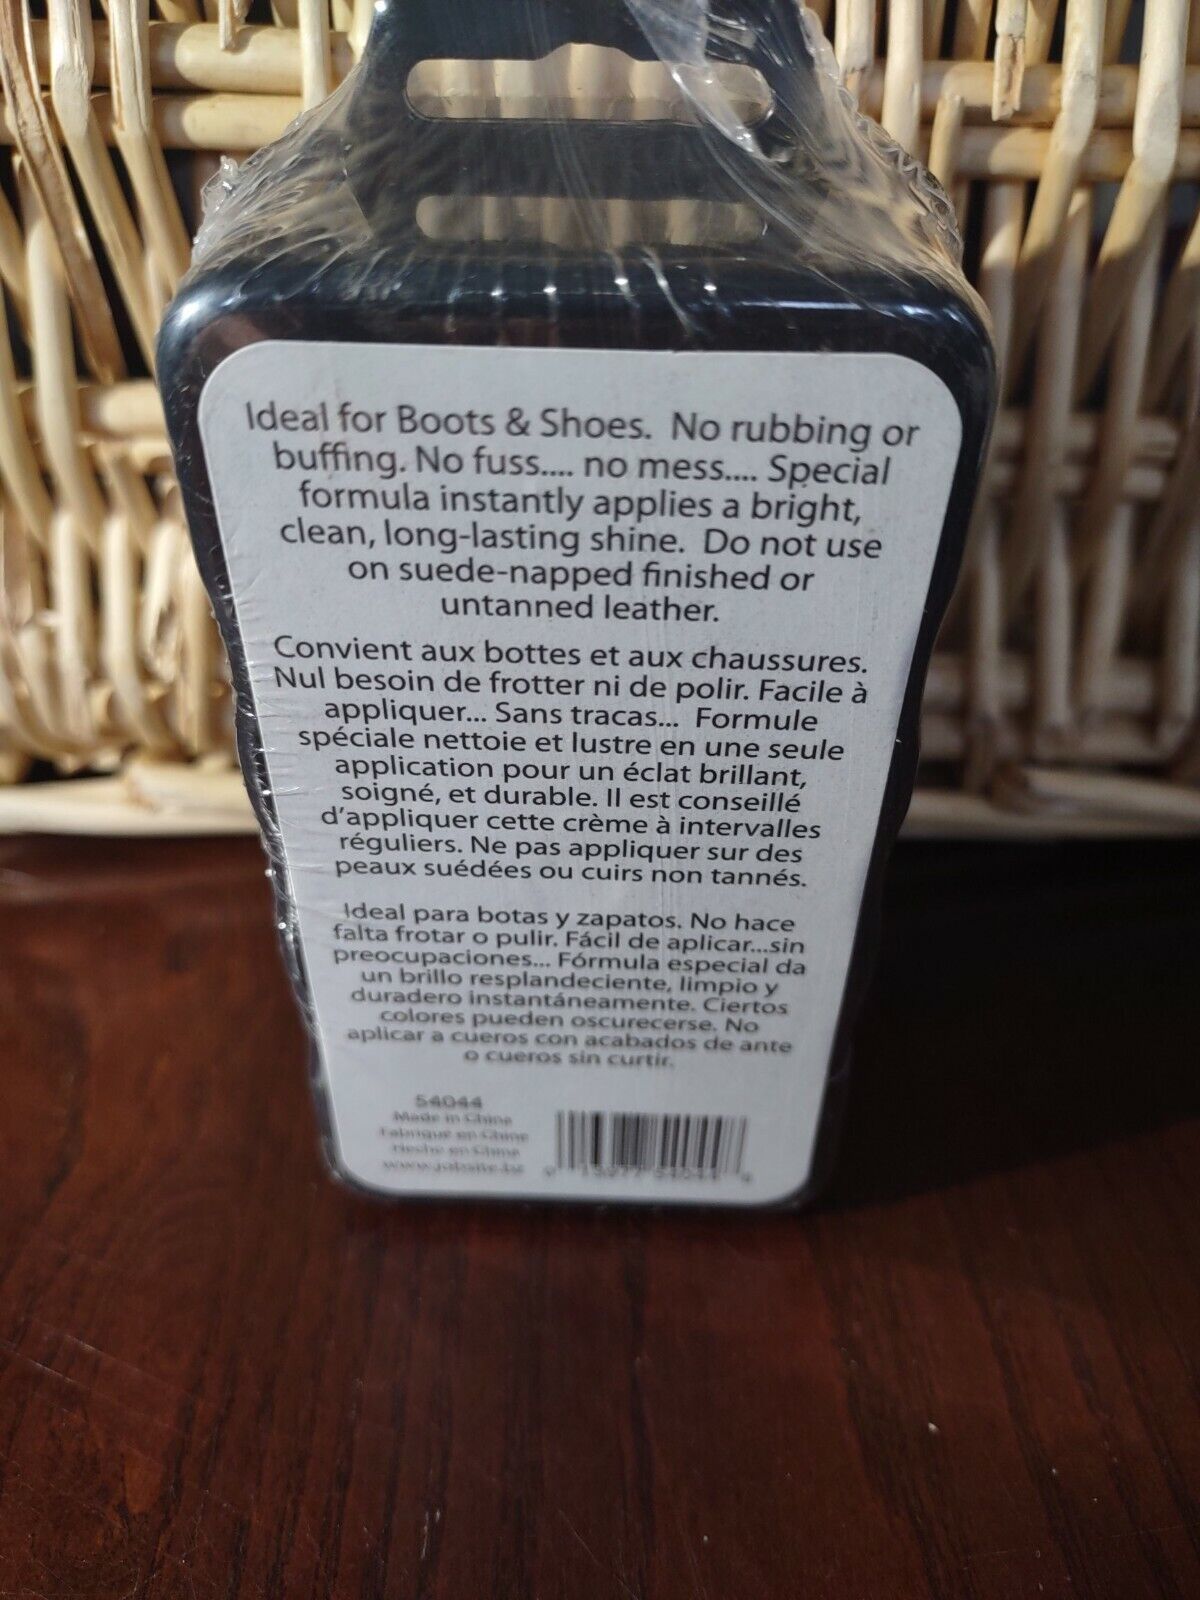 Ideal for Boots & Shoes. No rubbing or
buffing. No fuss.... no mess.... Special
formula instantly applies a bright,
clean, long-lasting shine. Do not use
on suede-napped finished or
untanned leather.
Convient aux bottes et aux chaussures.
Nul besoin de frotter ni de polir. Facile à
appliquer... Sans tracas... Formule
spéciale nettoie et lustre en une seule
application pour un éclat brillant,
soigné, et durable. Il est conseillé
d'appliquer cette crème à intervalles
réguliers. Ne pas appliquer sur des
peaux suédées ou cuirs non tannés.
Ideal para botas y zapatos. No hace
falta frotar o pulir. Fácil de aplicar...sin
preocupaciones... Fórmula especial da
un brillo resplandeciente, limpio y
duradero instantáneamente. Ciertos
colores pueden oscurecerse. No
aplicar a cueros con acabados de ante
o cueros sin curtir.
54044
Made in China
Fabriqué en Chine
Hecho en China